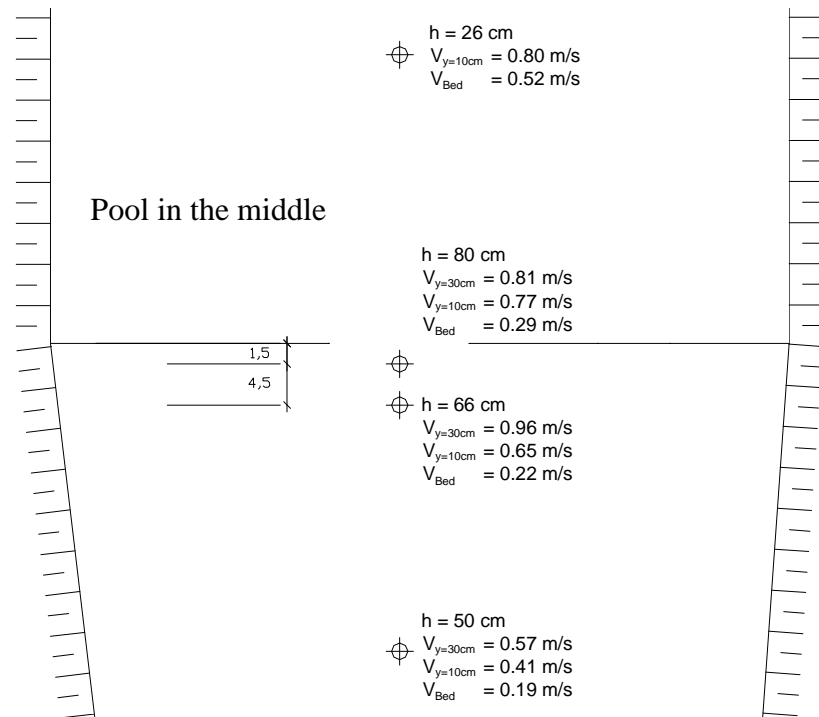 h = 26 cm
V_y=10cm = 0.80 m/s
V_Bed = 0.52 m/s
Pool in the middle
h = 80 cm
V_y=30cm = 0.81 m/s
V_y=10cm = 0.77 m/s
V_Bed = 0.29 m/s
1,5
4,5
h = 66 cm
V_y=30cm = 0.96 m/s
V_y=10cm = 0.65 m/s
V_Bed = 0.22 m/s
h = 50 cm
V_y=30cm = 0.57 m/s
V_y=10cm = 0.41 m/s
V_Bed = 0.19 m/s